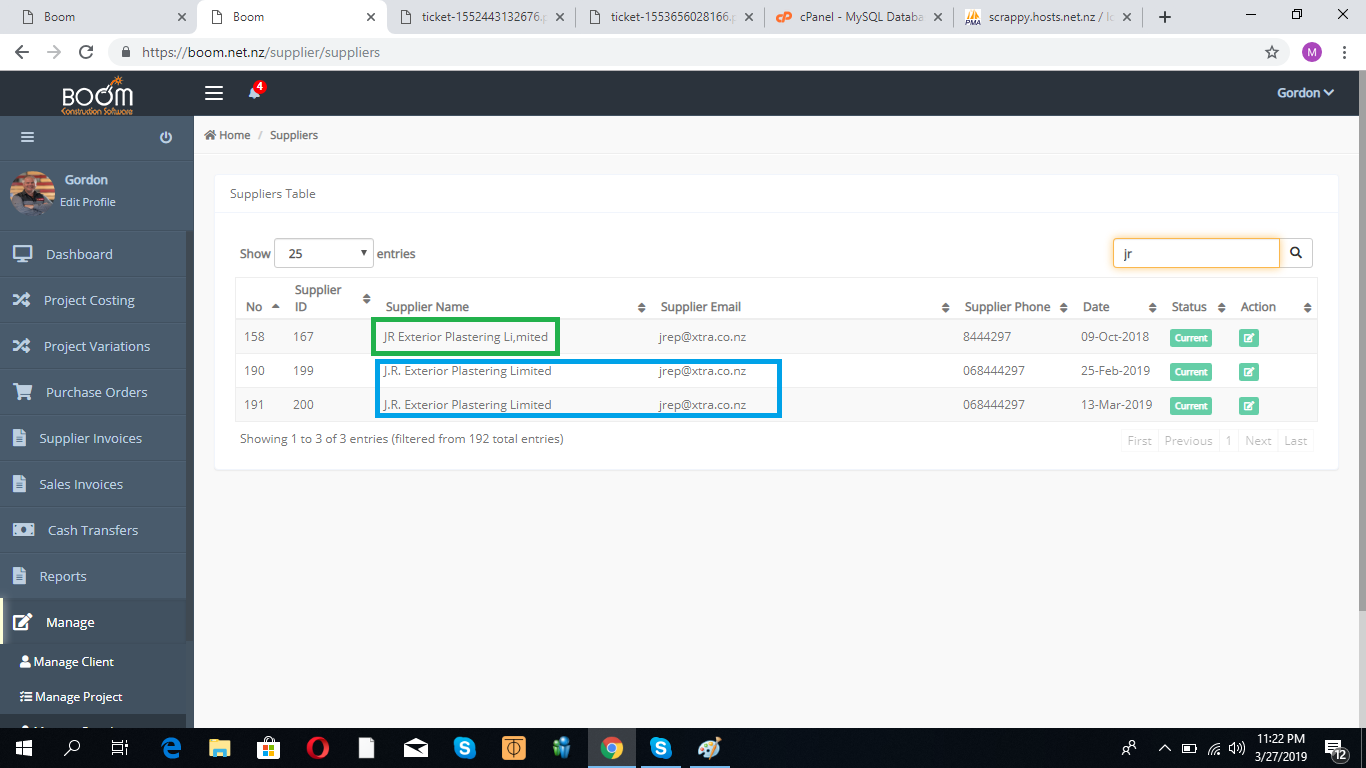 Boom
Boom
ticket-1552443132676.p
ticket-1553656028166.p
cPanel - MySQL Databa
scrappy.hosts.net.nz / lo
https://boom.net.nz/supplier/suppliers
M
BOOM
Construction Software
4
Gordon
Home / Suppliers
Gordon
Edit Profile
Dashboard
Project Costing
Project Variations
Purchase Orders
Supplier Invoices
Sales Invoices
Cash Transfers
Reports
Manage
Manage Client
Manage Project
Suppliers Table
Show 25 entries
jr
No Supplier ID Supplier Name Supplier Email Supplier Phone Date Status Action
158 167 JR Exterior Plastering Li,mited jrep@xtra.co.nz 8444297 09-Oct-2018 Current
190 199 J.R. Exterior Plastering Limited jrep@xtra.co.nz 068444297 25-Feb-2019 Current
191 200 J.R. Exterior Plastering Limited jrep@xtra.co.nz 068444297 13-Mar-2019 Current
Showing 1 to 3 of 3 entries (filtered from 192 total entries)
First Previous 1 Next Last
11:22 PM
3/27/2019
12